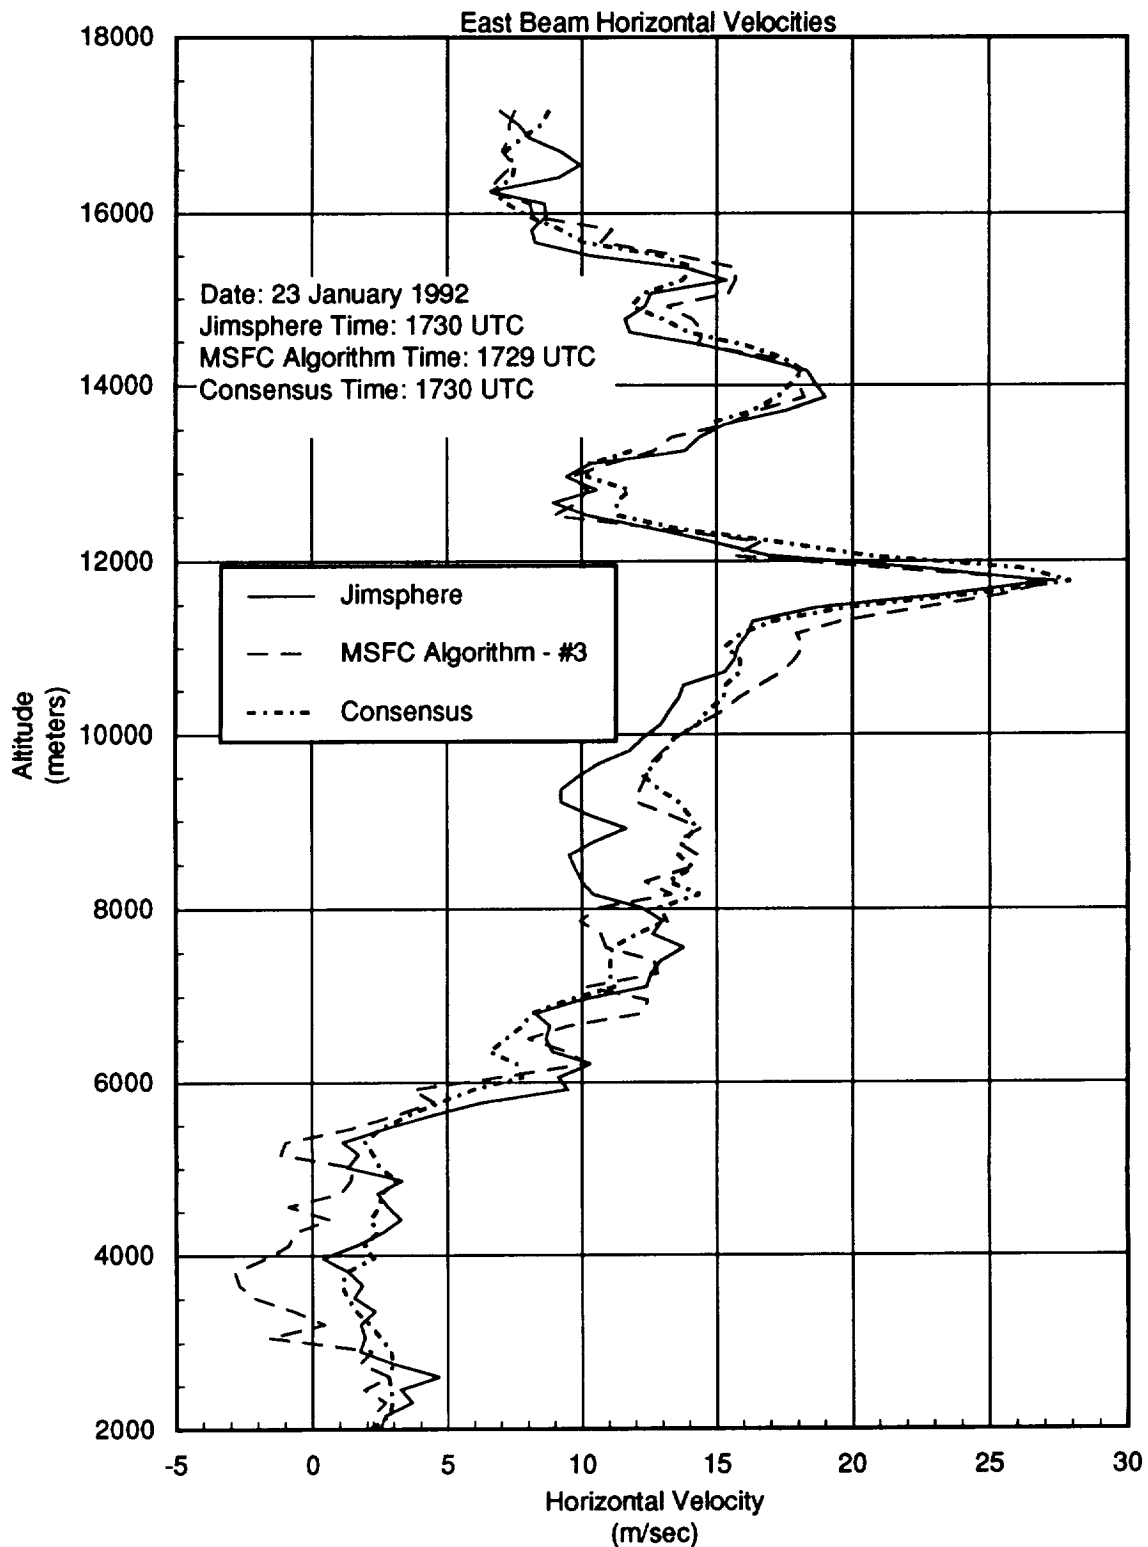 East Beam Horizontal Velocities
18000
16000
Date: 23 January 1992
Jimsphere Time: 1730 UTC
MSFC Algorithm Time: 1729 UTC
Consensus Time: 1730 UTC
14000
12000
Jimsphere
MSFC Algorithm - #3
Consensus
10000
Altitude
(meters)
8000
6000
4000
2000
-5 0 5 10 15 20 25 30
Horizontal Velocity
(m/sec)